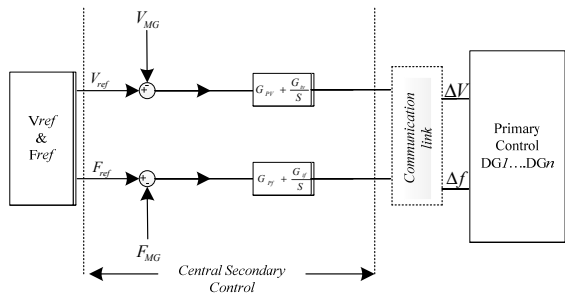 V_MG
V_ref
G_PV + G_iv / S
ΔV
Vref
&
Fref
Communication
link
Primary
Control
DG1….DGn
F_ref
G_Pf + G_if / S
Δf
F_MG
Central Secondary
Control